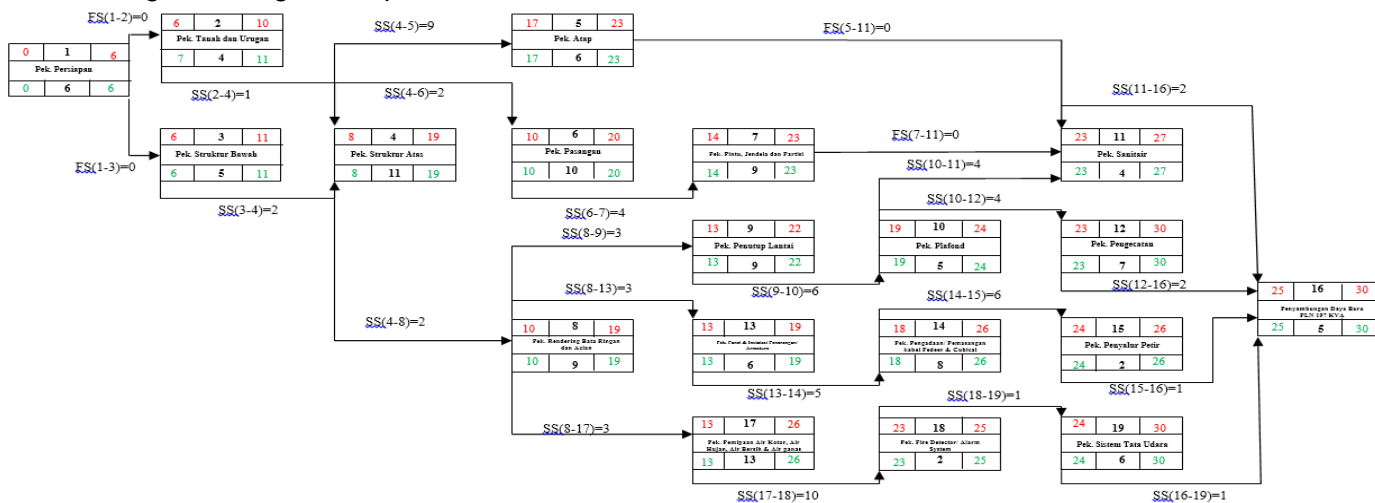 FS(1-2)=0
6 2 10
Pek. Tanah dan Urugan
7 4 11
SS(4-5)=9
17 5 23
Pek. Atap
17 6 23
FS(5-11)=0
0 1 6
Pek. Persiapan
0 6 6
SS(2-4)=1
SS(4-6)=2
SS(11-16)=2
FS(1-3)=0
6 3 11
Pek. Struktur Bawah
6 5 11
8 4 19
Pek. Struktur Atas
8 11 19
10 6 20
Pek. Pasangan
10 10 20
14 7 23
Pek. Pintu, Jendela dan Partisi
14 9 23
FS(7-11)=0
SS(10-11)=4
23 11 27
Pek. Sanitair
23 4 27
SS(3-4)=2
SS(6-7)=4
SS(8-9)=3
SS(10-12)=4
13 9 22
Pek. Penutup Lantai
13 9 22
19 10 24
Pek. Plafond
19 5 24
23 12 30
Pek. Pengecatan
23 7 30
SS(8-13)=3
SS(9-10)=6
SS(14-15)=6
SS(12-16)=2
25 16 30
Penyambungan Daya Baru
PLN 197 KVA
25 5 30
SS(4-8)=2
10 8 19
Pek. Rendering Bata Ringan
dan Acian
10 9 19
13 13 19
Pek. Panel & Instalasi Penerangan/
Armature
13 6 19
18 14 26
Pek. Pengadaan/ Pemasangan
kabel Fedeer & Cubical
18 8 26
24 15 26
Pek. Penyalur Petir
24 2 26
SS(13-14)=5
SS(18-19)=1
SS(15-16)=1
SS(8-17)=3
13 17 26
Pek. Pemipaan Air Kotor, Air
Hujan, Air Bersih & Air panas
13 13 26
23 18 25
Pek. Fire Detector/ Alarm
System
23 2 25
24 19 30
Pek. Sistem Tata Udara
24 6 30
SS(17-18)=10
SS(16-19)=1